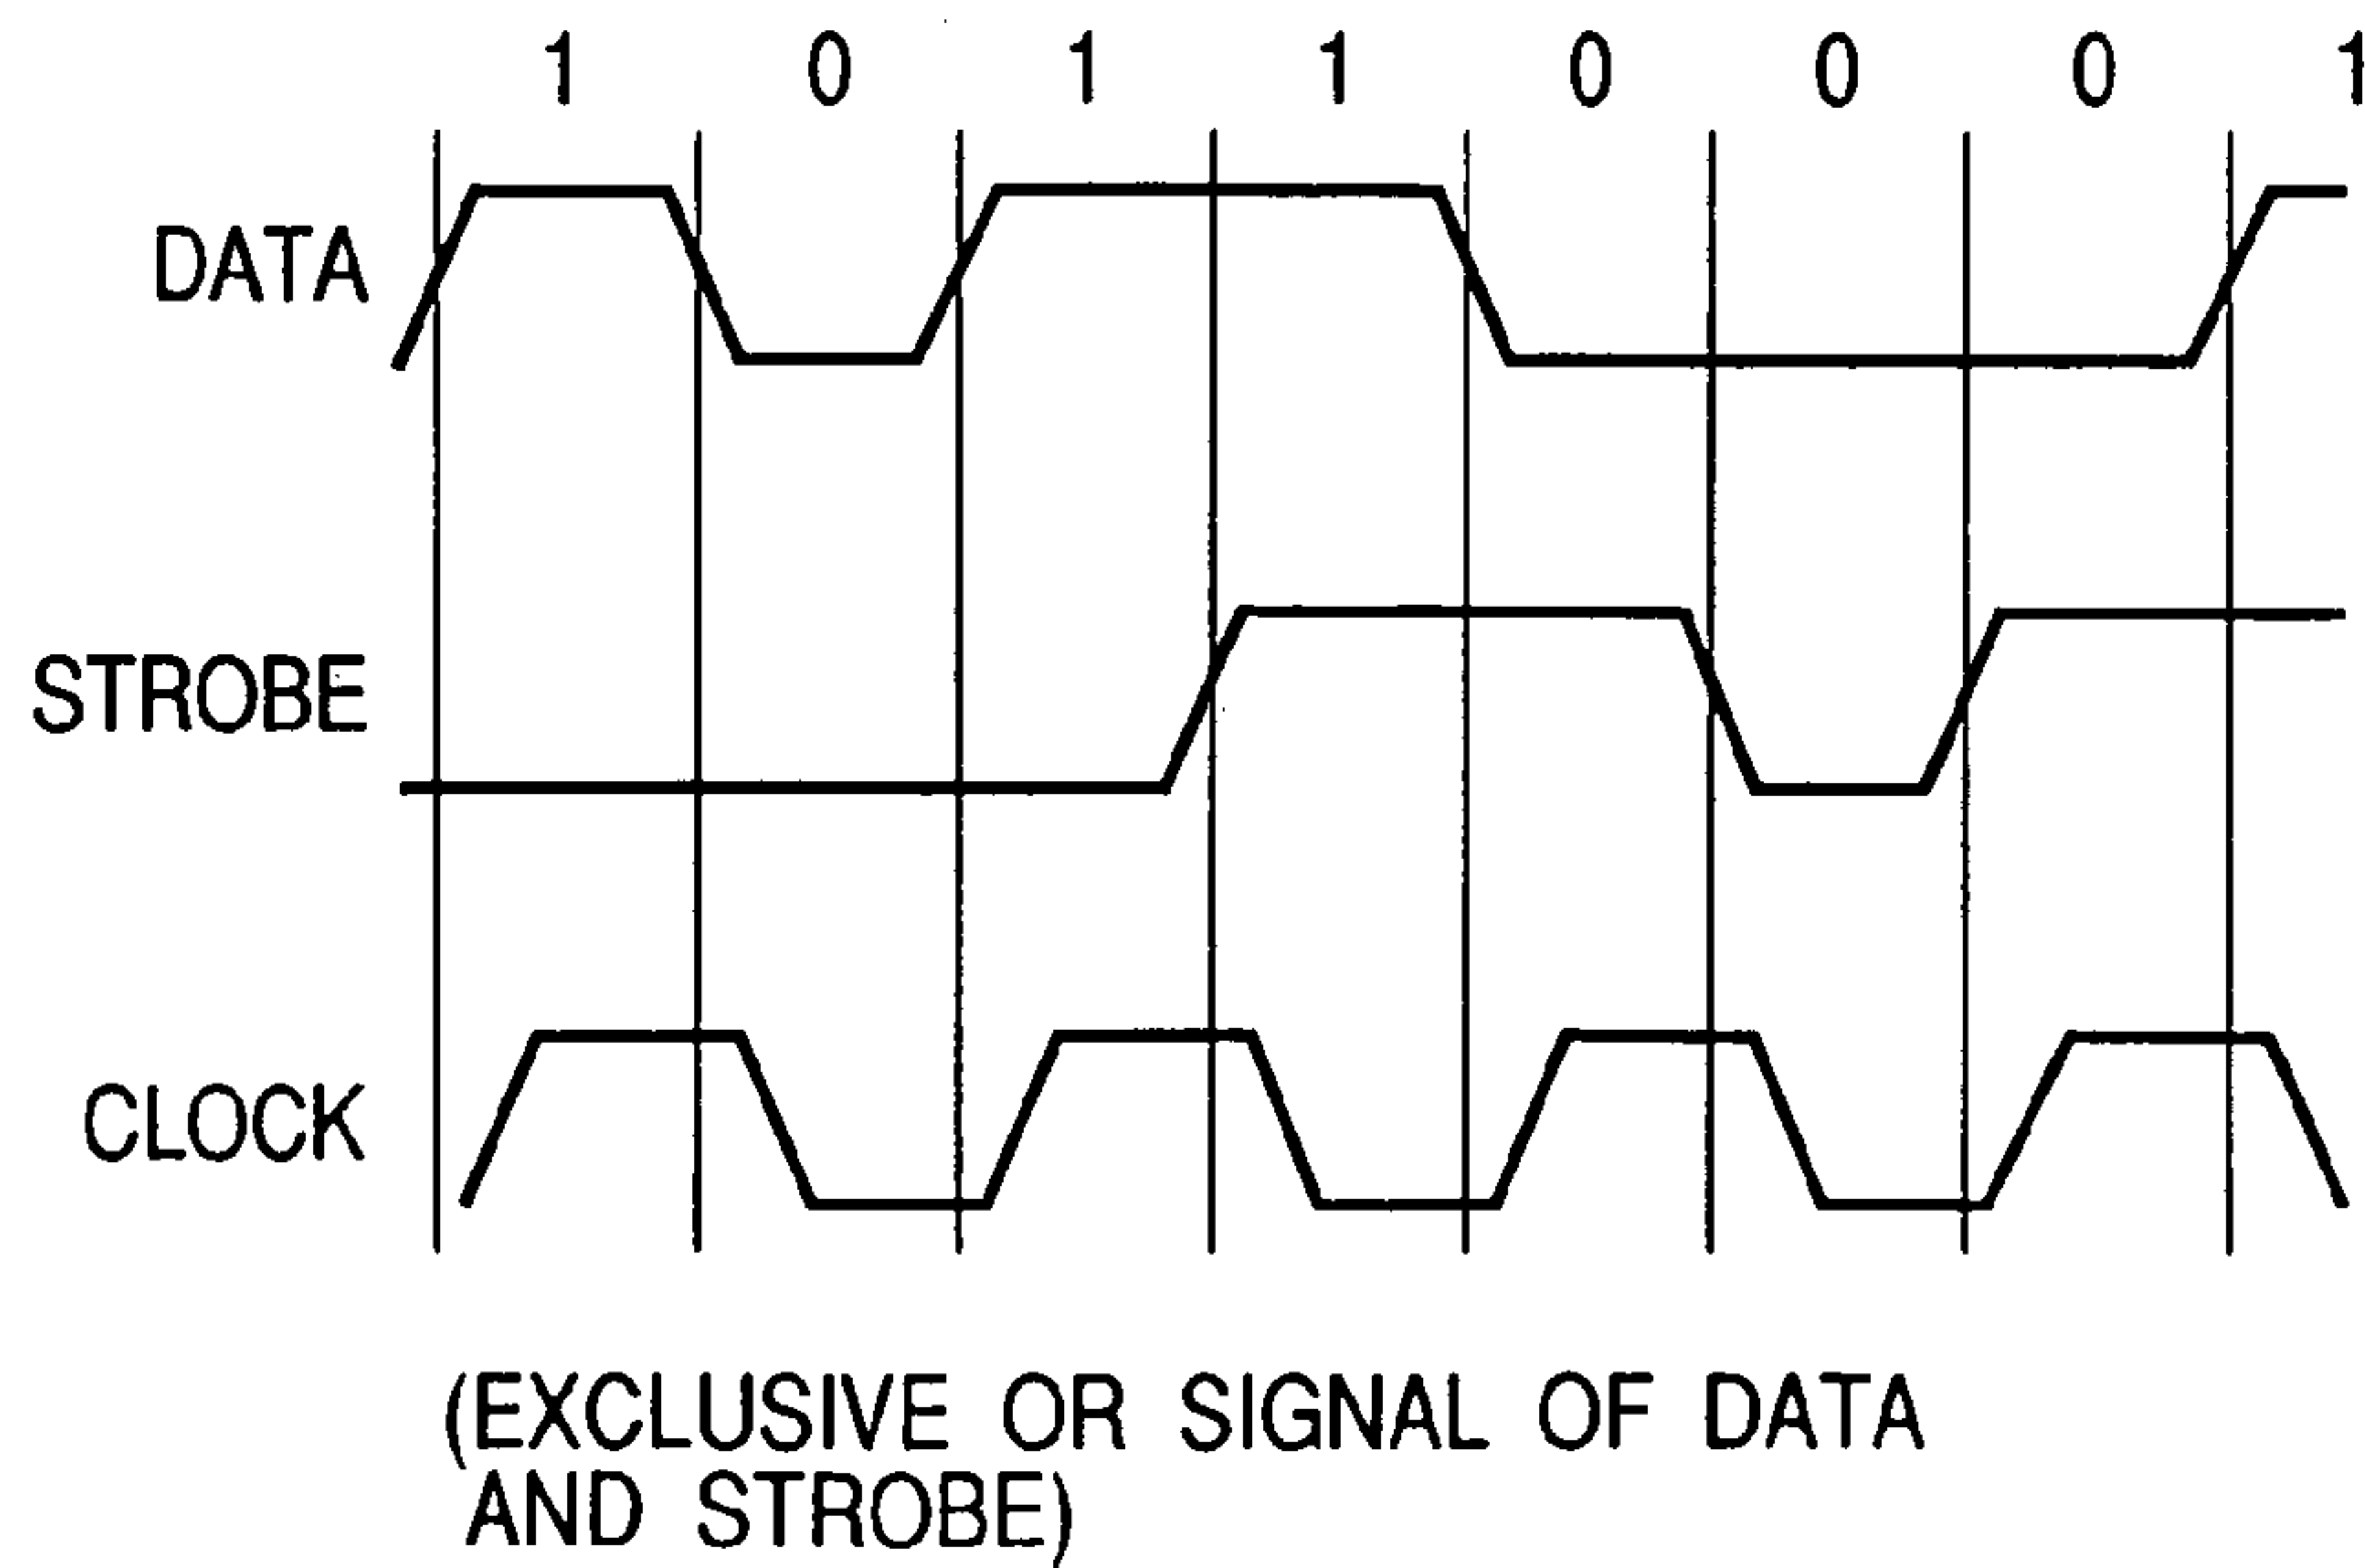 1 0 1 1 0 0 0 1
DATA
STROBE
CLOCK
(EXCLUSIVE OR SIGNAL OF DATA
AND STROBE)